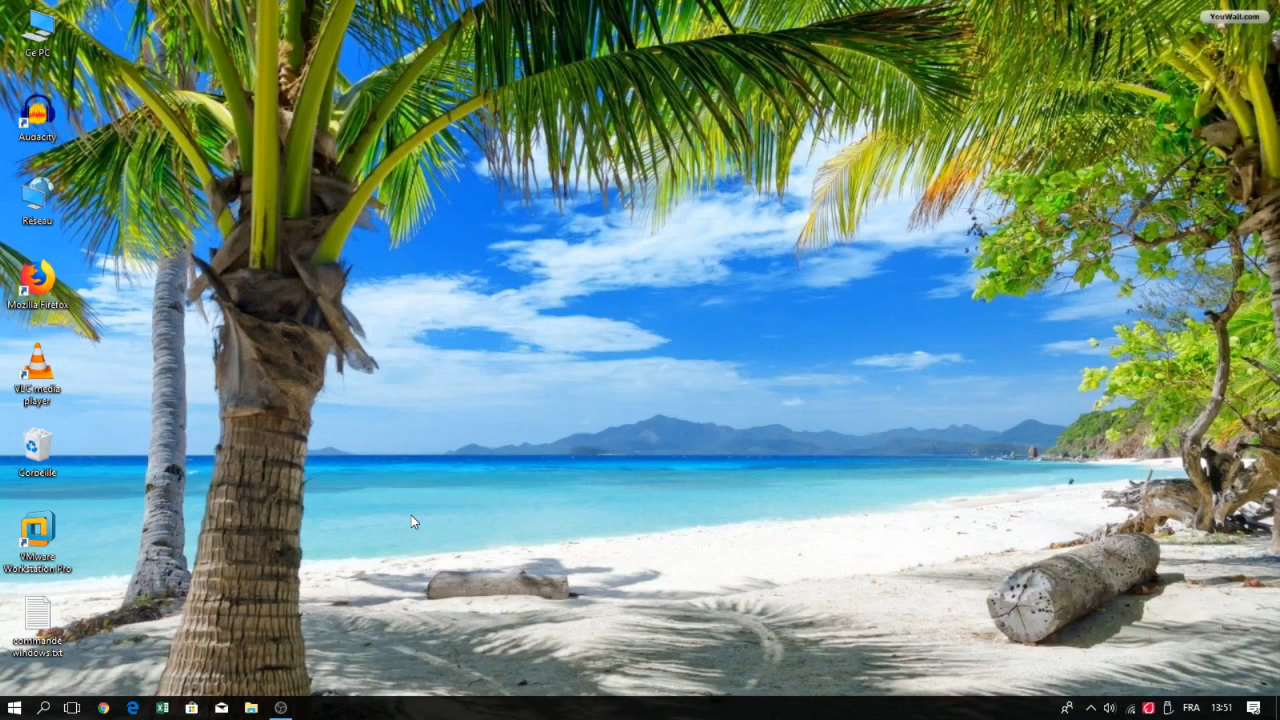 YouWall.com
Ce PC
Audacity
Réseau
Mozilla Firefox
VLC media
player
Corbeille
VMware
Workstation Pro
commande
windows.txt
FRA
13:51